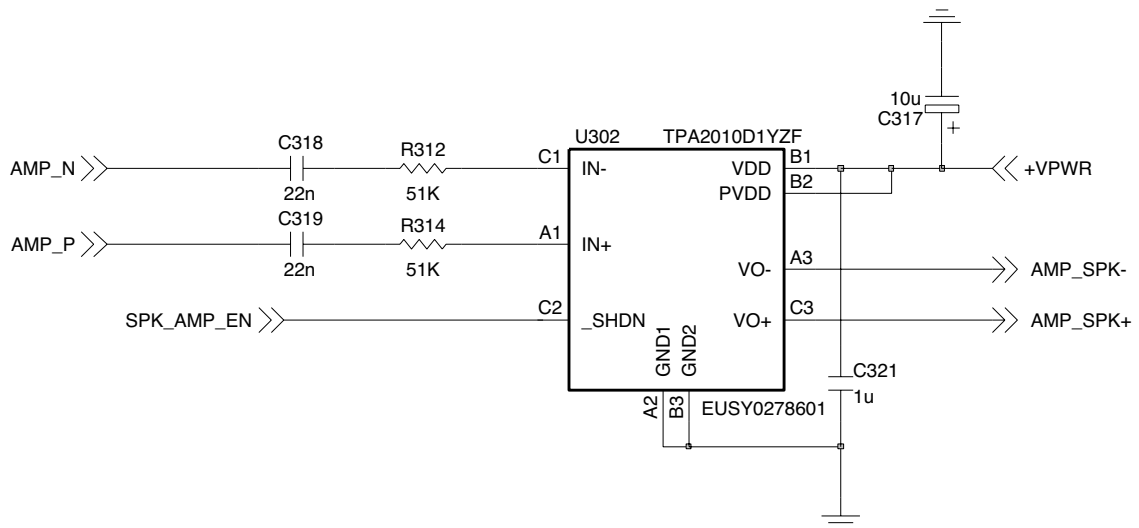 10u
C317
+
U302 TPA2010D1YZF
C318
22n
R312
51K
AMP_N
C1
IN-
VDD
B1
+VPWR
PVDD
B2
C319
22n
R314
51K
AMP_P
A1
IN+
VO-
A3
AMP_SPK-
SPK_AMP_EN
C2
_SHDN
VO+
C3
AMP_SPK+
GND1
GND2
A2
B3
EUSY0278601
C321
1u